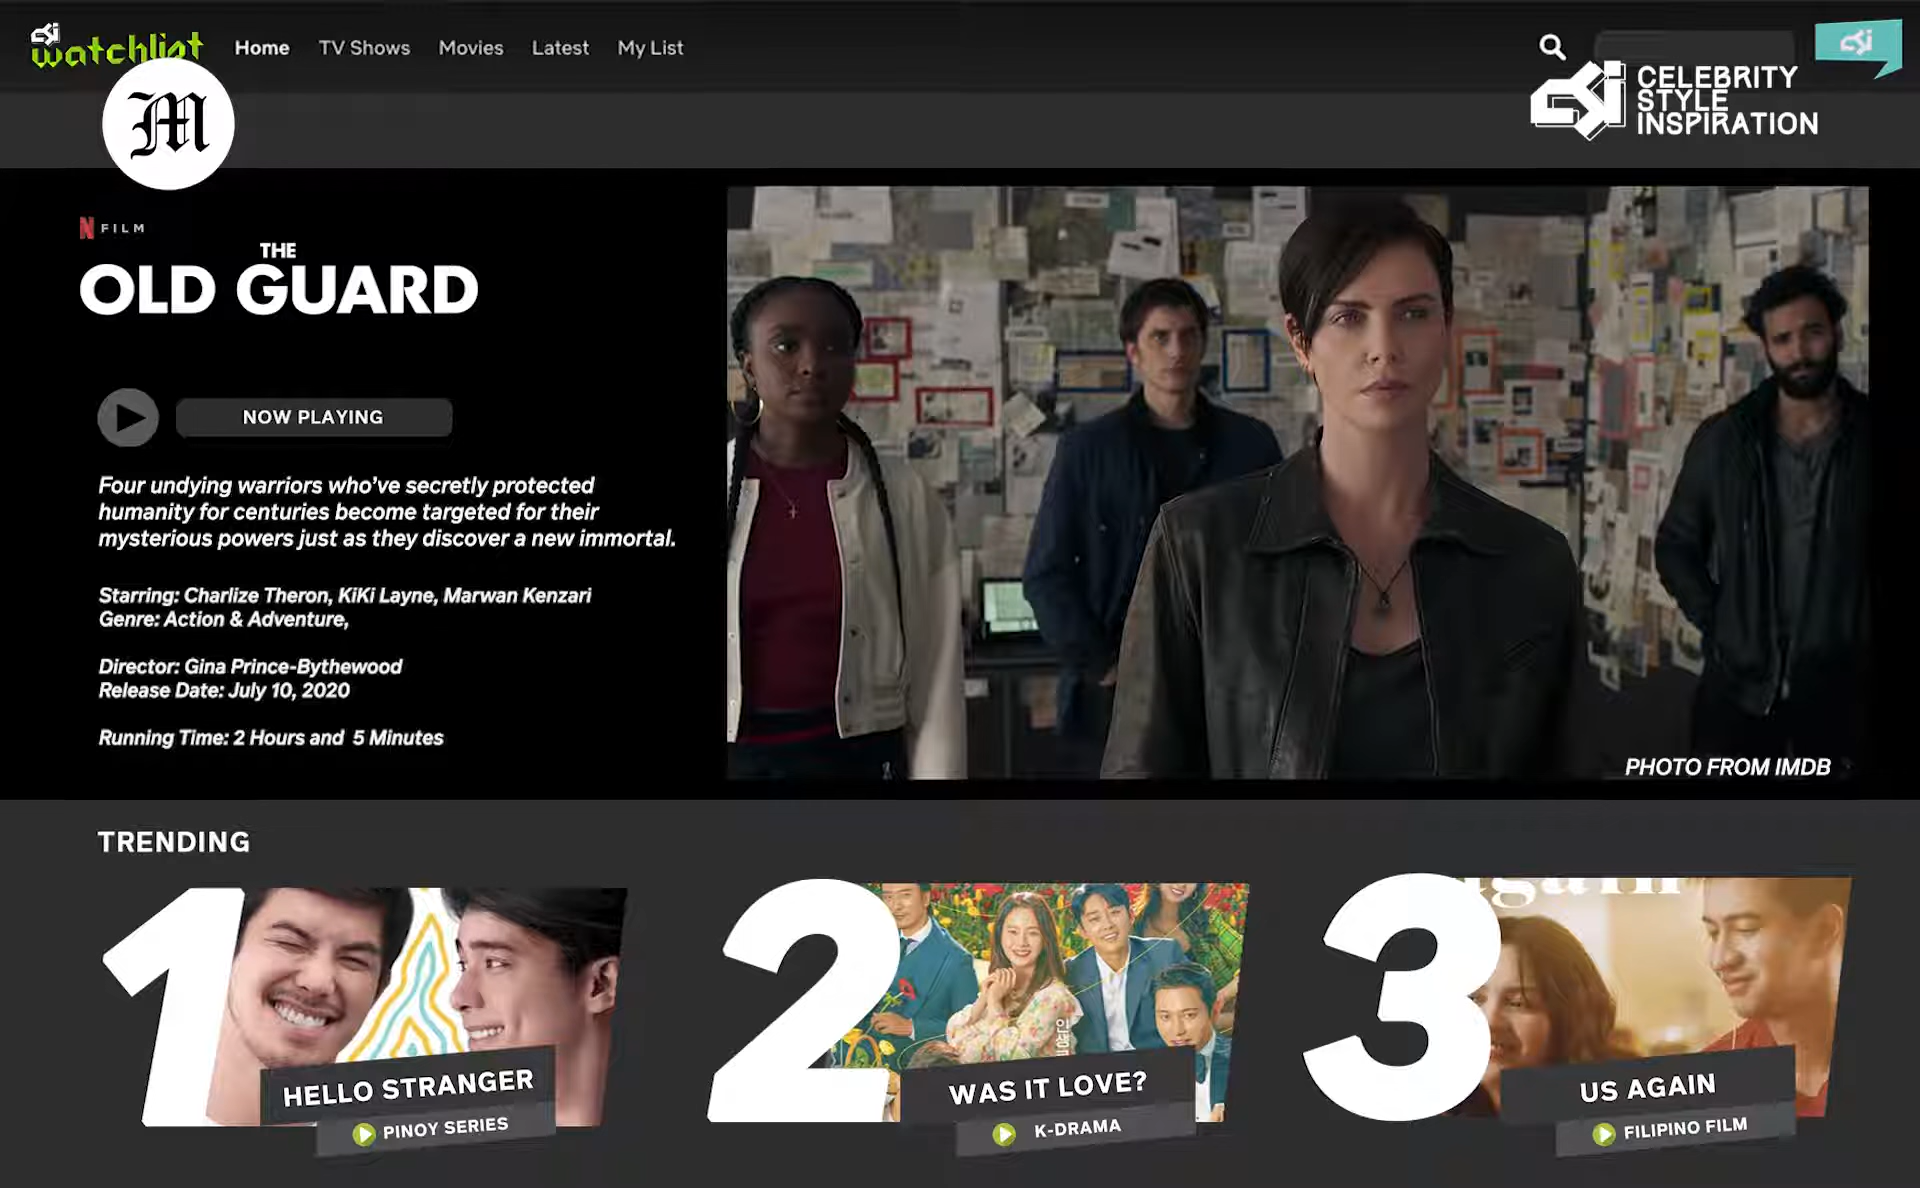 csi
watchlist
Home TV Shows Movies Latest My List
csi
M
csi CELEBRITY
STYLE
INSPIRATION
N FILM
THE
OLD GUARD
NOW PLAYING
Four undying warriors who've secretly protected
humanity for centuries become targeted for their
mysterious powers just as they discover a new immortal.
Starring: Charlize Theron, KiKi Layne, Marwan Kenzari
Genre: Action & Adventure,
Director: Gina Prince-Bythewood
Release Date: July 10, 2020
Running Time: 2 Hours and 5 Minutes
PHOTO FROM IMDB
TRENDING
1
HELLO STRANGER
PINOY SERIES
2
WAS IT LOVE?
K-DRAMA
3
again
US AGAIN
FILIPINO FILM